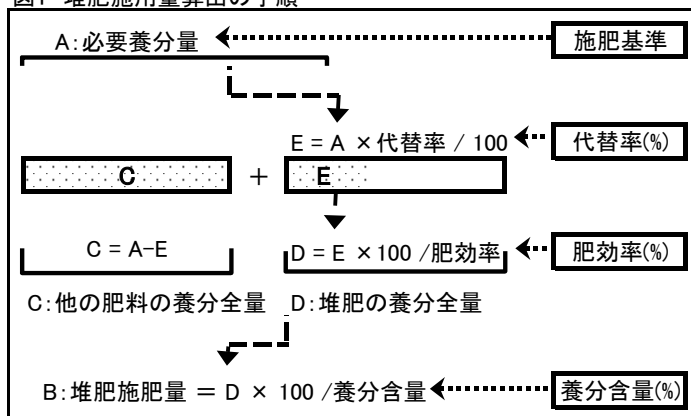 図1 堆肥施用量算出の手順
A:必要養分量
施肥基準
E = A ×代替率 / 100
代替率(%)
C + E
C = A-E
D = E ×100 /肥効率
肥効率(%)
C:他の肥料の養分全量 D:堆肥の養分全量
B:堆肥施肥量 = D × 100 /養分含量
養分含量(%)